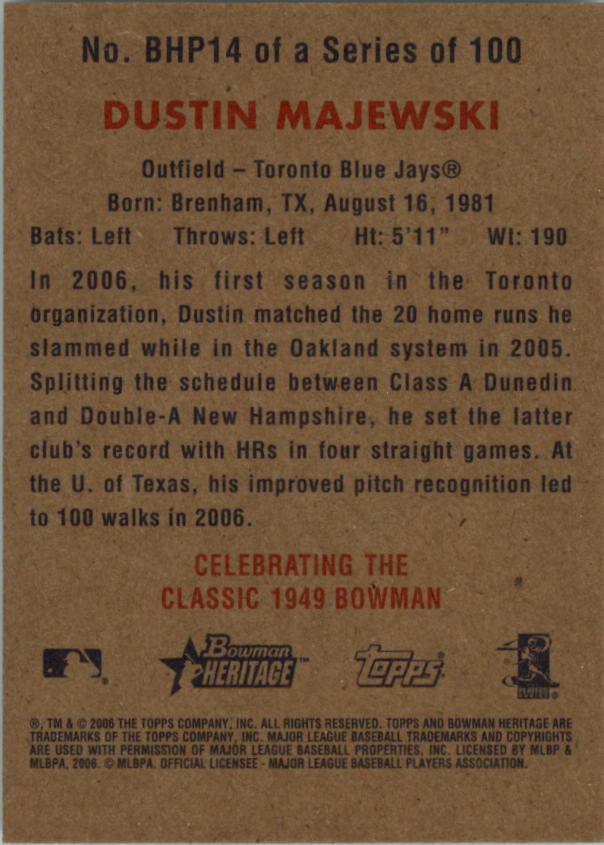 No. BHP14 of a Series of 100
DUSTIN MAJEWSKI
Outfield – Toronto Blue Jays®
Born: Brenham, TX, August 16, 1981
Bats: Left Throws: Left Ht: 5'11" Wt: 190
In 2006, his first season in the Toronto
organization, Dustin matched the 20 home runs he
slammed while in the Oakland system in 2005.
Splitting the schedule between Class A Dunedin
and Double-A New Hampshire, he set the latter
club's record with HRs in four straight games. At
the U. of Texas, his improved pitch recognition led
to 100 walks in 2006.
CELEBRATING THE
CLASSIC 1949 BOWMAN
Bowman
HERITAGE™
Topps®
®, TM & © 2006 THE TOPPS COMPANY, INC. ALL RIGHTS RESERVED. TOPPS AND BOWMAN HERITAGE ARE
TRADEMARKS OF THE TOPPS COMPANY, INC. MAJOR LEAGUE BASEBALL TRADEMARKS AND COPYRIGHTS
ARE USED WITH PERMISSION OF MAJOR LEAGUE BASEBALL PROPERTIES, INC. LICENSED BY MLBP &
MLBPA, 2006. © MLBPA. OFFICIAL LICENSEE - MAJOR LEAGUE BASEBALL PLAYERS ASSOCIATION.